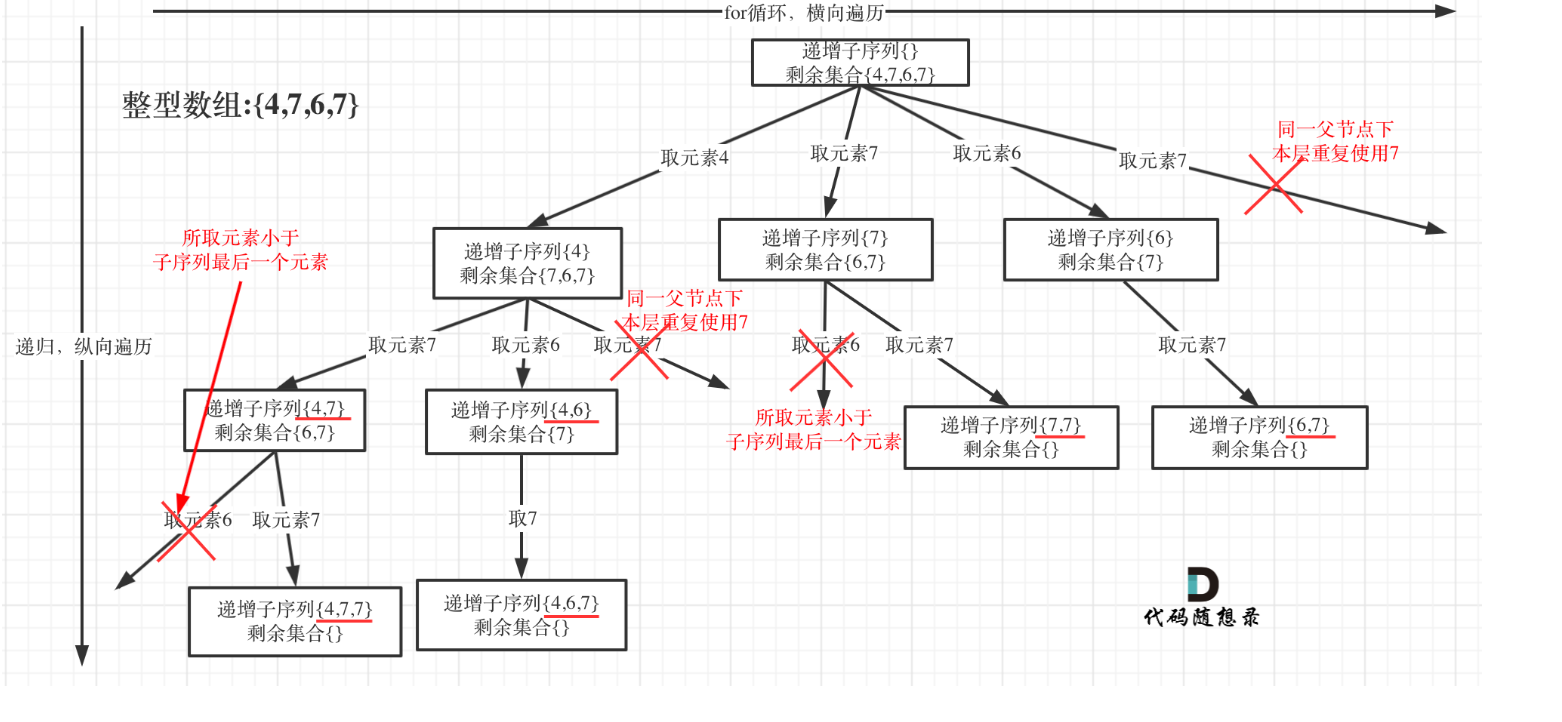 for循环，横向遍历
递增子序列{}
剩余集合{4,7,6,7}
整型数组:{4,7,6,7}
同一父节点下
本层重复使用7
取元素4
取元素7
取元素6
取元素7
所取元素小于
子序列最后一个元素
递增子序列{4}
剩余集合{7,6,7}
递增子序列{7}
剩余集合{6,7}
递增子序列{6}
剩余集合{7}
同一父节点下
本层重复使用7
递归，纵向遍历
取元素7
取元素6
取元素7
取元素6
取元素7
取元素7
递增子序列{4,7}
剩余集合{6,7}
递增子序列{4,6}
剩余集合{7}
所取元素小于
子序列最后一个元素
递增子序列{7,7}
剩余集合{}
递增子序列{6,7}
剩余集合{}
取元素6
取元素7
取7
递增子序列{4,7,7}
剩余集合{}
递增子序列{4,6,7}
剩余集合{}
代码随想录